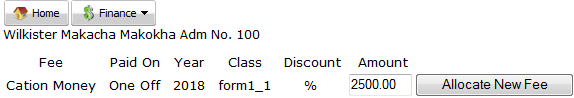 Home Finance
Wilkister Makacha Makokha Adm No. 100
Fee Paid On Year Class Discount Amount
Cation Money One Off 2018 form1_1 % 2500.00 Allocate New Fee